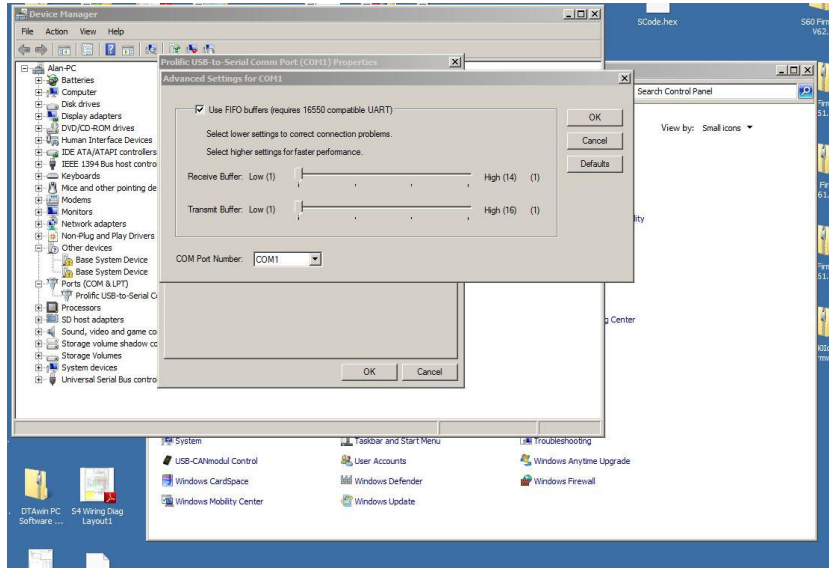 Device Manager
File Action View Help
Alan-PC
Batteries
Computer
Disk drives
Display adapters
DVD/CD-ROM drives
Human Interface Devices
IDE ATA/ATAPI controllers
IEEE 1394 Bus host contro
Keyboards
Mice and other pointing de
Modems
Monitors
Network adapters
Non-Plug and Play Drivers
Other devices
Base System Device
Base System Device
Ports (COM & LPT)
Prolific USB-to-Serial C
Processors
SD host adapters
Sound, video and game co
Storage volume shadow co
Storage Volumes
System devices
Universal Serial Bus contro
Prolific USB-to-Serial Comm Port (COM1) Properties
Advanced Settings for COM1
Use FIFO buffers (requires 16550 compatible UART)
Select lower settings to correct connection problems.
Select higher settings for faster performance.
Receive Buffer: Low (1) High (14) (1)
Transmit Buffer: Low (1) High (16) (1)
COM Port Number: COM1
OK
Cancel
Defaults
OK Cancel
Search Control Panel
View by: Small icons
lity
g Center
System
Taskbar and Start Menu
Troubleshooting
USB-CANmodul Control
User Accounts
Windows Anytime Upgrade
Windows CardSpace
Windows Defender
Windows Firewall
Windows Mobility Center
Windows Update
SCode.hex
S60 Firm
V62.
DTAwin PC
Software ...
S4 Wiring Diag
Layout1